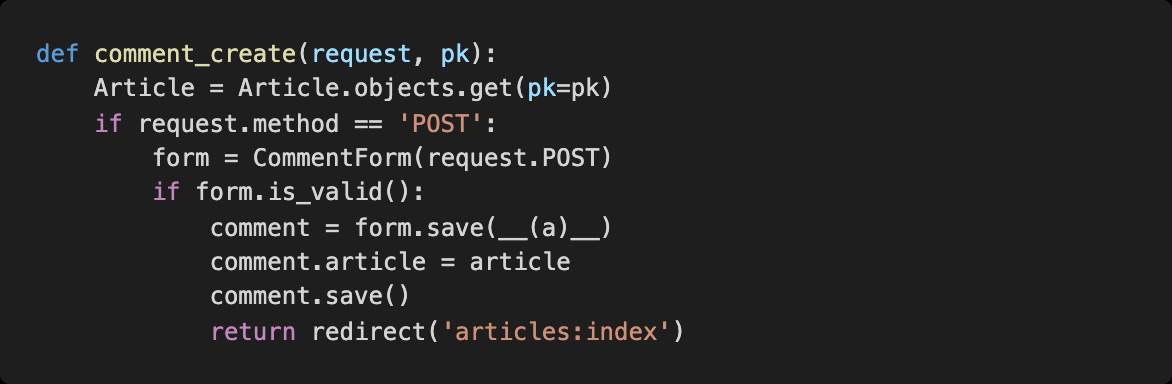 def comment_create(request, pk):
    Article = Article.objects.get(pk=pk)
    if request.method == 'POST':
        form = CommentForm(request.POST)
        if form.is_valid():
            comment = form.save(__(a)__)
            comment.article = article
            comment.save()
            return redirect('articles:index')